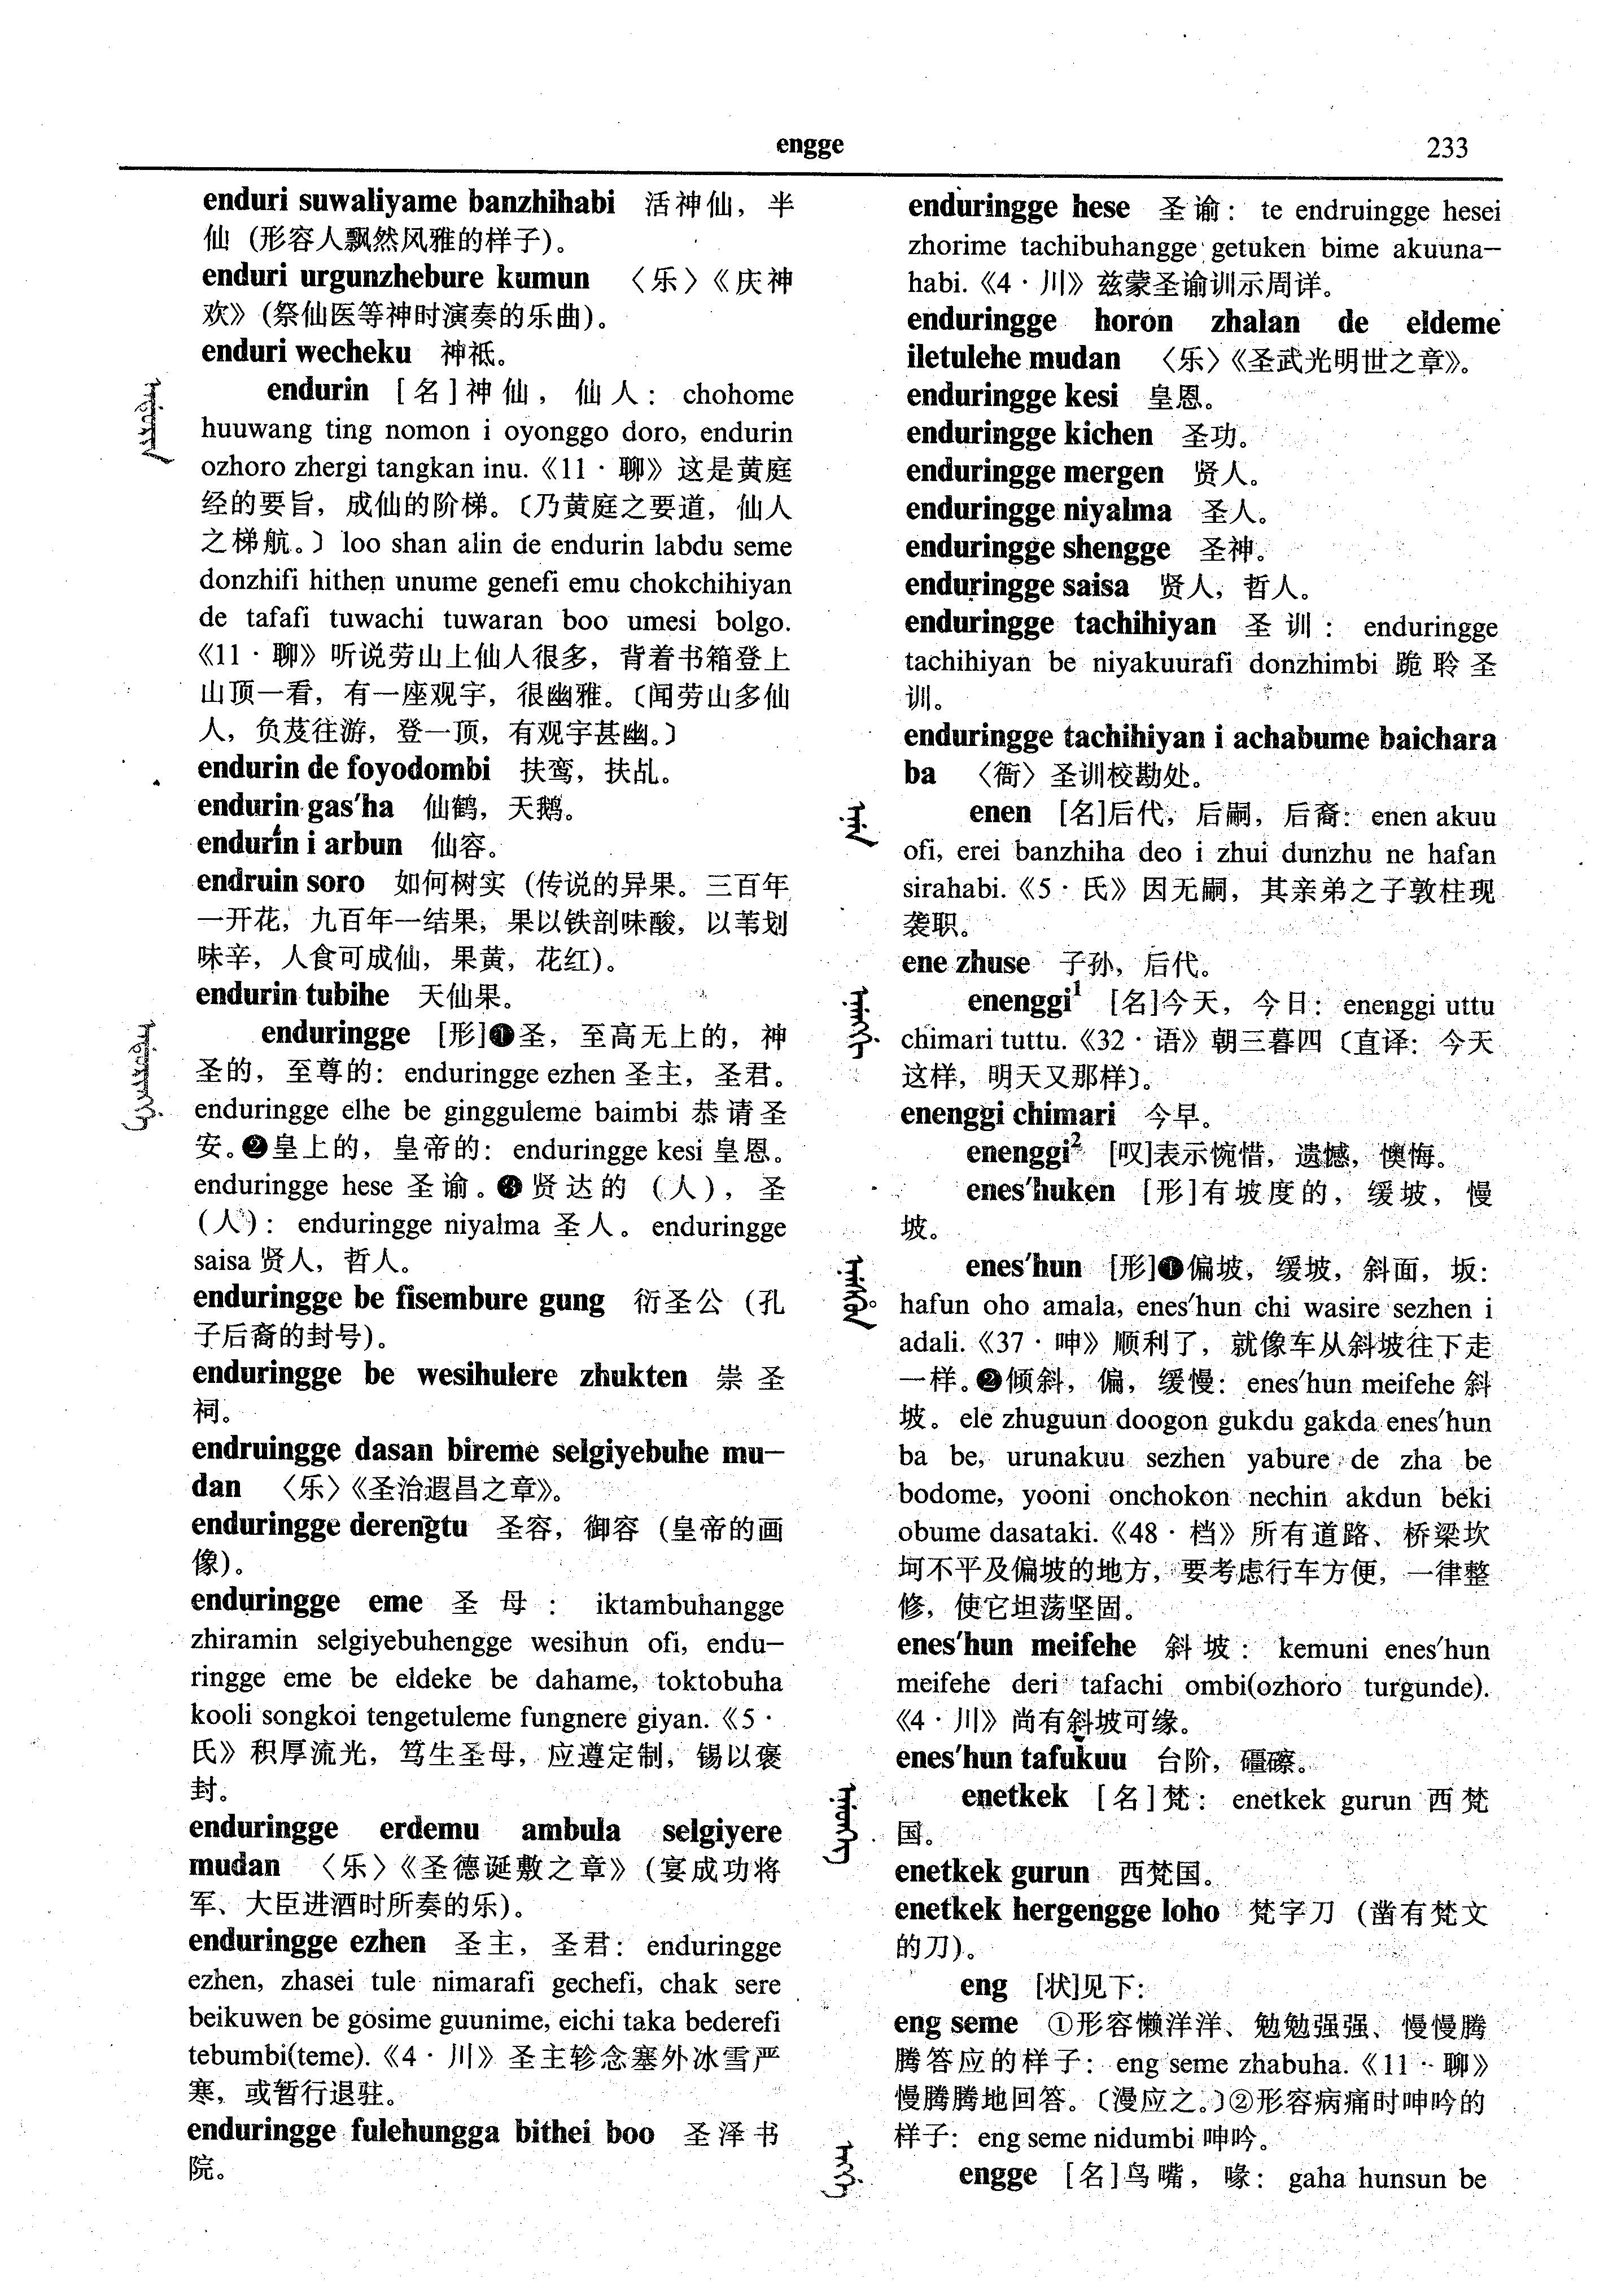 engge 233
enduri suwaliyame banzhihabi 活神仙，半
仙（形容人飘然风雅的样子）。
enduri urgunzhebure kumun 〈乐〉《庆神
欢》（祭仙医等神时演奏的乐曲）。
enduri wecheku 神祇。
endurin [名]神仙，仙人：chohome
huuwang ting nomon i oyonggo doro, endurin
ozhoro zhergi tangkan inu.《11·聊》这是黄庭
经的要旨，成仙的阶梯。〔乃黄庭之要道，仙人
之梯航。〕loo shan alin de endurin labdu seme
donzhifi hithen unume genefi emu chokchihiyan
de tafafi tuwachi tuwaran boo umesi bolgo.
《11·聊》听说劳山上仙人很多，背着书箱登上
山顶一看，有一座观宇，很幽雅。〔闻劳山多仙
人，负芨往游，登一顶，有观宇甚幽。〕
endurin de foyodombi 扶鸾，扶乩。
endurin gas'ha 仙鹤，天鹅。
endurin i arbun 仙容。
endruin soro 如何树实（传说的异果。三百年
一开花，九百年一结果，果以铁剖味酸，以苇划
味辛，人食可成仙，果黄，花红）。
endurin tubihe 天仙果。
enduringge [形]❶圣，至高无上的，神
圣的，至尊的：enduringge ezhen 圣主，圣君。
enduringge elhe be gingguleme baimbi 恭请圣
安。❷皇上的，皇帝的：enduringge kesi 皇恩。
enduringge hese 圣谕。❸贤达的（人），圣
（人）：enduringge niyalma 圣人。enduringge
saisa 贤人，哲人。
enduringge be fisembure gung 衍圣公（孔
子后裔的封号）。
enduringge be wesihulere zhukten 崇圣
祠。
endruingge dasan bireme selgiyebuhe mu-
dan 〈乐〉《圣治遐昌之章》。
enduringge derengtu 圣容，御容（皇帝的画
像）。
enduringge eme 圣母：iktambuhangge
zhiramin selgiyebuhengge wesihun ofi, endu-
ringge eme be eldeke be dahame, toktobuha
kooli songkoi tengetuleme fungnere giyan.《5·
氏》积厚流光，笃生圣母，应遵定制，锡以褒
封。
enduringge erdemu ambula selgiyere
mudan 〈乐〉《圣德诞敷之章》（宴成功将
军、大臣进酒时所奏的乐）。
enduringge ezhen 圣主，圣君：enduringge
ezhen, zhasei tule nimarafi gechefi, chak sere
beikuwen be gosime guunime, eichi taka bederefi
tebumbi(teme).《4·川》圣主轸念塞外冰雪严
寒，或暂行退驻。
enduringge fulehungga bithei boo 圣泽书
院。
enduringge hese 圣谕：te endruingge hesei
zhorime tachibuhangge getuken bime akuuna-
habi.《4·川》兹蒙圣谕训示周详。
enduringge horon zhalan de eldeme
iletulehe mudan 〈乐〉《圣武光明世之章》。
enduringge kesi 皇恩。
enduringge kichen 圣功。
enduringge mergen 贤人。
enduringge niyalma 圣人。
enduringge shengge 圣神。
enduringge saisa 贤人，哲人。
enduringge tachihiyan 圣训：enduringge
tachihiyan be niyakuurafi donzhimbi 跪聆圣
训。
enduringge tachihiyan i achabume baichara
ba 〈衙〉圣训校勘处。
enen [名]后代，后嗣，后裔：enen akuu
ofi, erei banzhiha deo i zhui dunzhu ne hafan
sirahabi.《5·氏》因无嗣，其亲弟之子敦柱现
袭职。
ene zhuse 子孙，后代。
enenggi¹ [名]今天，今日：enenggi uttu
chimari tuttu.《32·语》朝三暮四〔直译：今天
这样，明天又那样〕。
enenggi chimari 今早。
enenggi² [叹]表示惋惜，遗憾，懊悔。
enes'huken [形]有坡度的，缓坡，慢
坡。
enes'hun [形]❶偏坡，缓坡，斜面，坂：
hafun oho amala, enes'hun chi wasire sezhen i
adali.《37·呻》顺利了，就像车从斜坡往下走
一样。❷倾斜，偏，缓慢：enes'hun meifehe 斜
坡。ele zhuguun doogon gukdu gakda enes'hun
ba be, urunakuu sezhen yabure de zha be
bodome, yooni onchokon nechin akdun beki
obume dasataki.《48·档》所有道路、桥梁坎
坷不平及偏坡的地方，要考虑行车方便，一律整
修，使它坦荡坚固。
enes'hun meifehe 斜坡：kemuni enes'hun
meifehe deri tafachi ombi(ozhoro turgunde).
《4·川》尚有斜坡可缘。
enes'hun tafukuu 台阶，礓磜。
enetkek [名]梵：enetkek gurun 西梵
国。
enetkek gurun 西梵国。
enetkek hergengge loho 梵字刀（凿有梵文
的刀）。
eng [状]见下：
eng seme ①形容懒洋洋、勉勉强强、慢慢腾
腾答应的样子：eng seme zhabuha.《11·聊》
慢腾腾地回答。〔漫应之。〕②形容病痛时呻吟的
样子：eng seme nidumbi 呻吟。
engge [名]鸟嘴，喙：gaha hunsun be